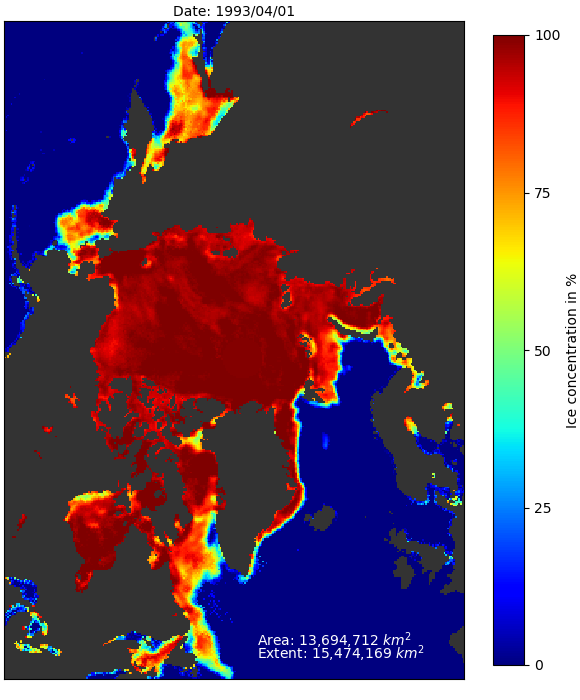 Date: 1993/04/01
100
75
50
25
0
Ice concentration in %
Area: 13,694,712 km²
Extent: 15,474,169 km²